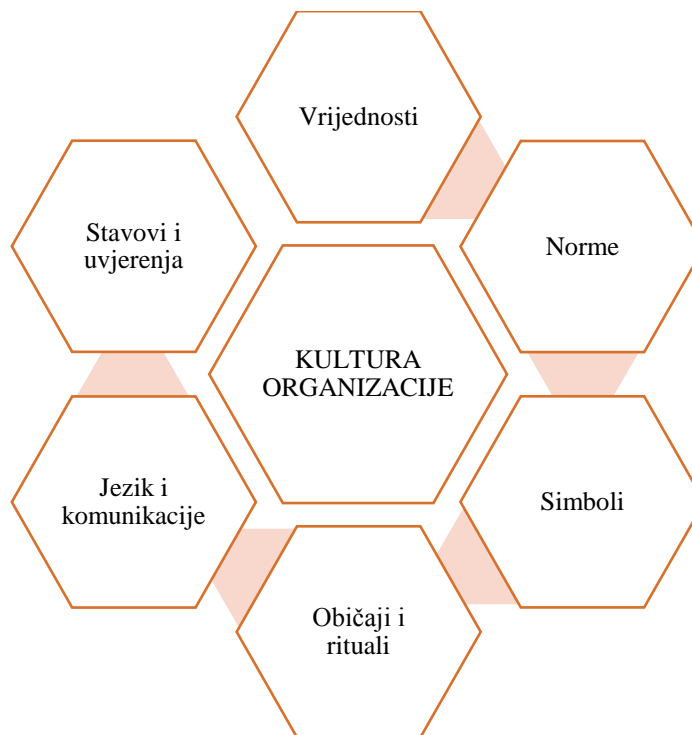 Vrijednosti
Stavovi i
uvjerenja
Norme
KULTURA
ORGANIZACIJE
Jezik i
komunikacije
Simboli
Običaji i
rituali